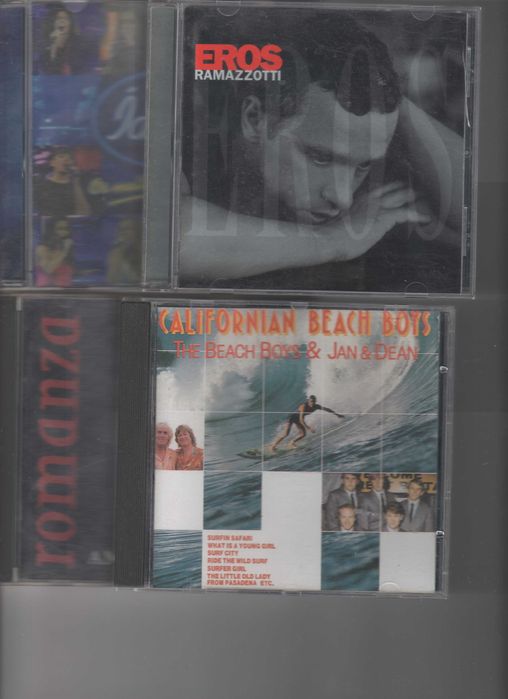 EROS
RAMAZZOTTI
EROS
romanza
CALIFORNIAN BEACH BOYS
THE BEACH BOYS & JAN & DEAN
SURFIN SAFARI
WHAT IS A YOUNG GIRL
SURF CITY
RIDE THE WILD SURF
SURFER GIRL
THE LITTLE OLD LADY
FROM PASADENA ETC.